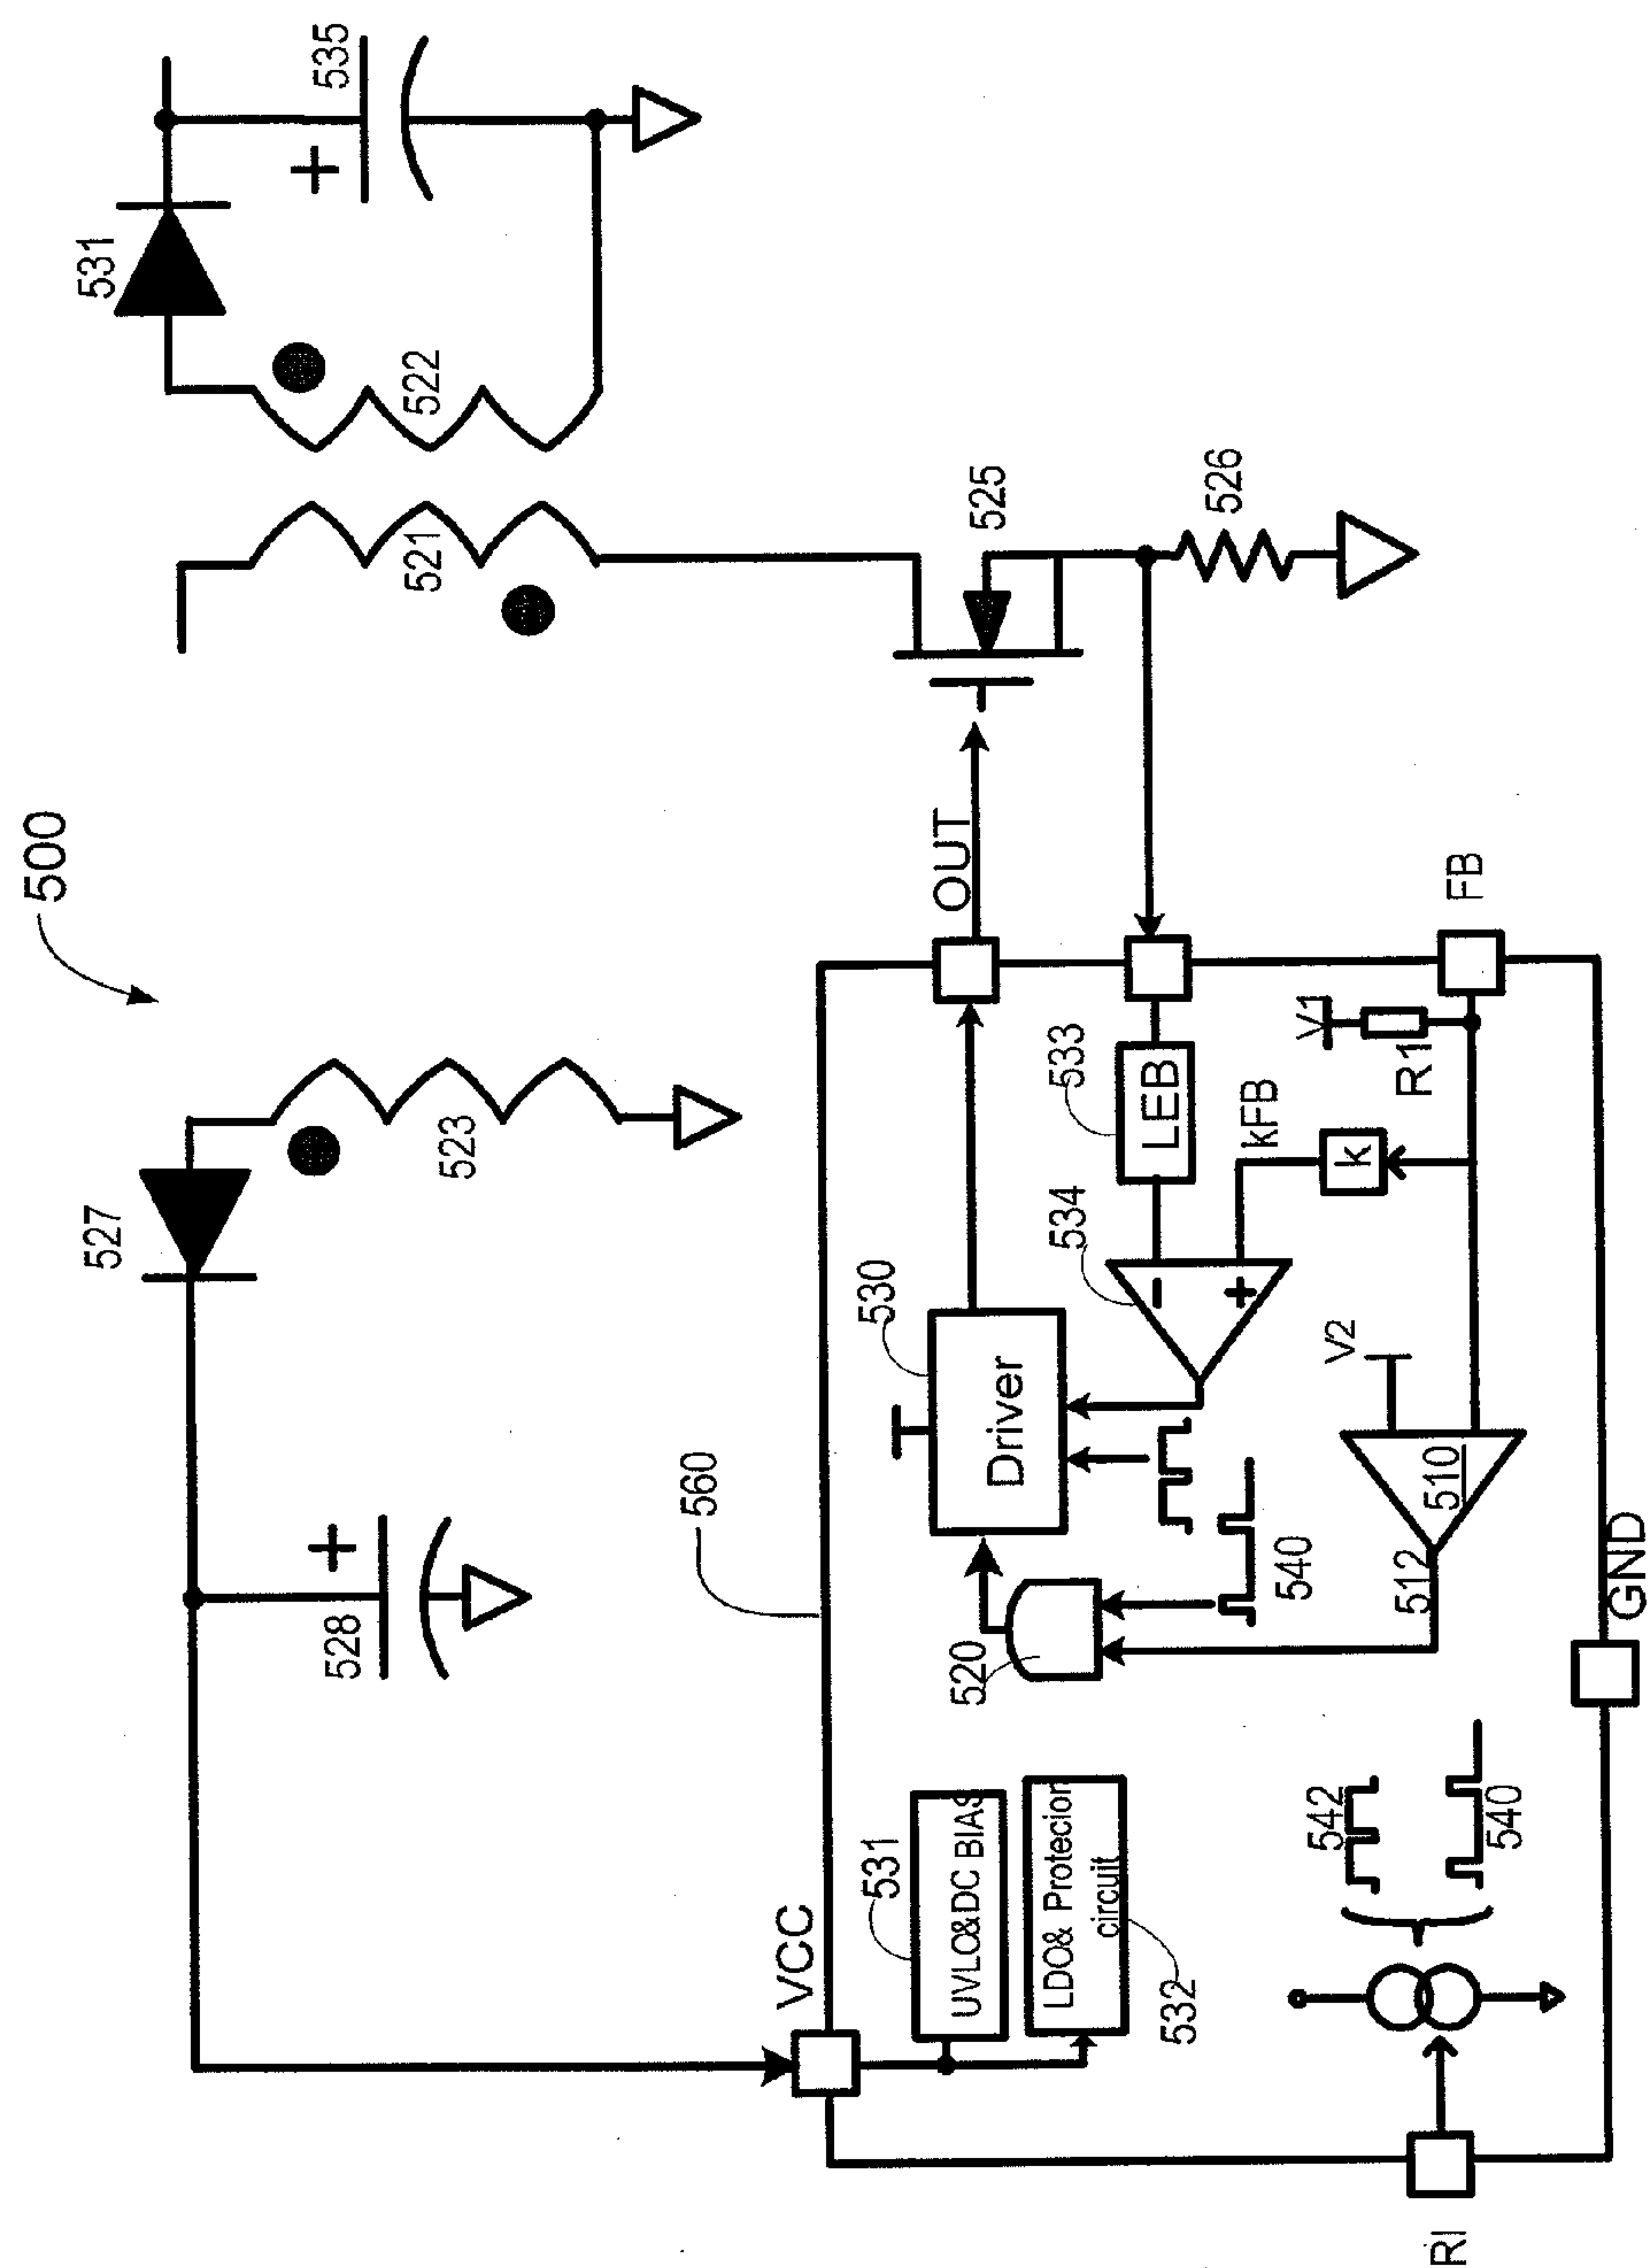 500
527
523
528
+
531
522
+
535
521
525
526
560
VCC
OUT
531
UVLO&DC BIAS
LDO& Protecion
circuit
532
530
Driver
534
-
+
533
LEB
kFB
k
V1
R1
FB
V2
510
512
520
540
542
540
RI
GND